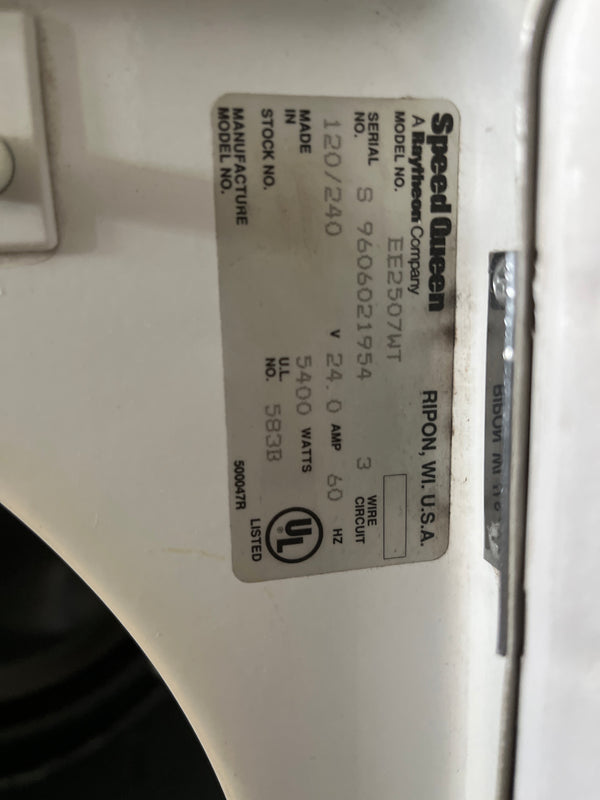 Speed Queen RIPON, WI. U.S.A.
A Raytheon Company
MODEL NO. EE2507WT
SERIAL NO. S 9606021954 3 WIRE CIRCUIT
120/240 V 24.0 AMP 60 HZ
MADE IN 5400 WATTS
STOCK NO. U.L. NO. 583B UL ® LISTED
MANUFACTURE MODEL NO. 500047R